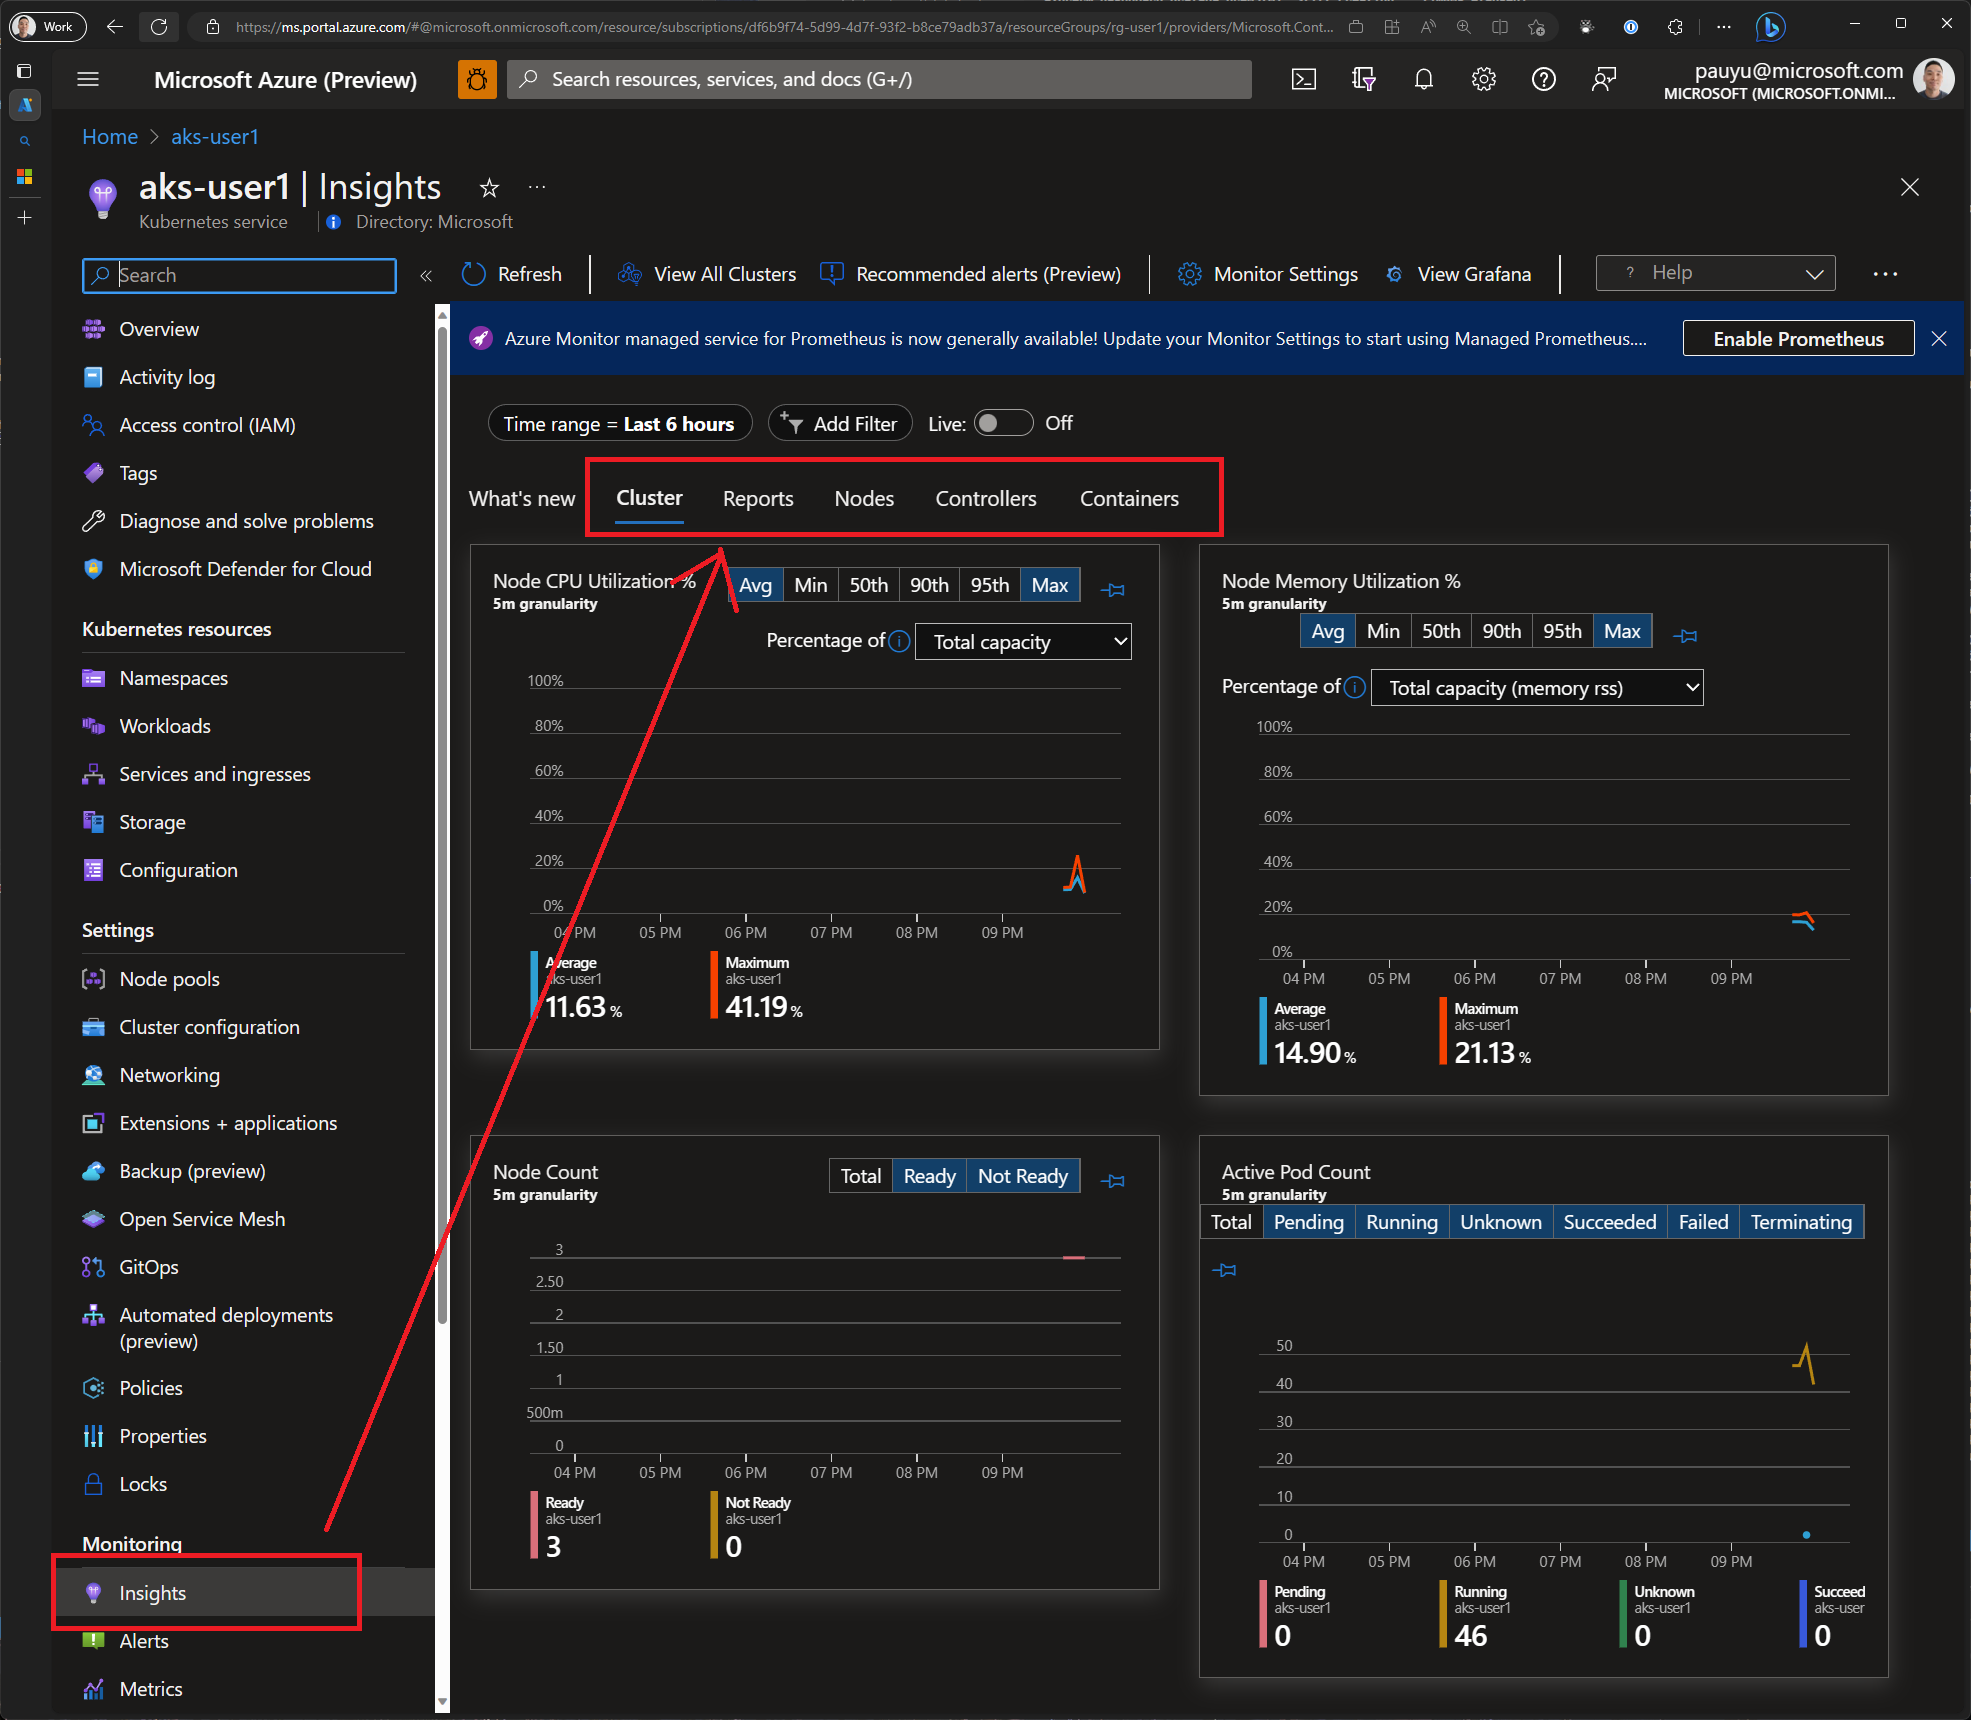 Work
https://ms.portal.azure.com/#@microsoft.onmicrosoft.com/resource/subscriptions/df6b9f74-5d99-4d7f-93f2-b8ce79adb37a/resourceGroups/rg-user1/providers/Microsoft.Cont...
Microsoft Azure (Preview)
Search resources, services, and docs (G+/)
pauyu@microsoft.com
MICROSOFT (MICROSOFT.ONMI...
Home > aks-user1
aks-user1 | Insights
Kubernetes service
Directory: Microsoft
Search
Refresh
View All Clusters
Recommended alerts (Preview)
Monitor Settings
View Grafana
? Help
Azure Monitor managed service for Prometheus is now generally available! Update your Monitor Settings to start using Managed Prometheus....
Enable Prometheus
Overview
Activity log
Access control (IAM)
Tags
Diagnose and solve problems
Microsoft Defender for Cloud
Kubernetes resources
Namespaces
Workloads
Services and ingresses
Storage
Configuration
Settings
Node pools
Cluster configuration
Networking
Extensions + applications
Backup (preview)
Open Service Mesh
GitOps
Automated deployments
(preview)
Policies
Properties
Locks
Monitoring
Insights
Alerts
Metrics
Time range = Last 6 hours
Add Filter
Live: Off
What's new Cluster Reports Nodes Controllers Containers
Node CPU Utilization %
5m granularity
Avg Min 50th 90th 95th Max
Percentage of Total capacity
100%
80%
60%
40%
20%
0%
04 PM 05 PM 06 PM 07 PM 08 PM 09 PM
Average
aks-user1
11.63 %
Maximum
aks-user1
41.19 %
Node Memory Utilization %
5m granularity
Avg Min 50th 90th 95th Max
Percentage of Total capacity (memory rss)
100%
80%
60%
40%
20%
0%
04 PM 05 PM 06 PM 07 PM 08 PM 09 PM
Average
aks-user1
14.90 %
Maximum
aks-user1
21.13 %
Node Count
5m granularity
Total Ready Not Ready
3
2.50
2
1.50
1
500m
0
04 PM 05 PM 06 PM 07 PM 08 PM 09 PM
Ready
aks-user1
3
Not Ready
aks-user1
0
Active Pod Count
5m granularity
Total Pending Running Unknown Succeeded Failed Terminating
50
40
30
20
10
0
04 PM 05 PM 06 PM 07 PM 08 PM 09 PM
Pending
aks-user1
0
Running
aks-user1
46
Unknown
aks-user1
0
Succeed
aks-user
0